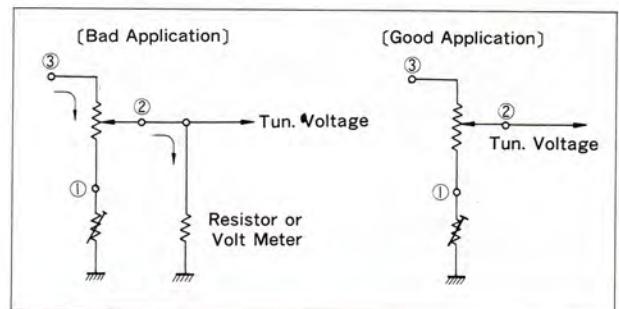 [Bad Application]
③
②
Tun. Voltage
①
Resistor or
Volt Meter
[Good Application]
③
②
Tun. Voltage
①